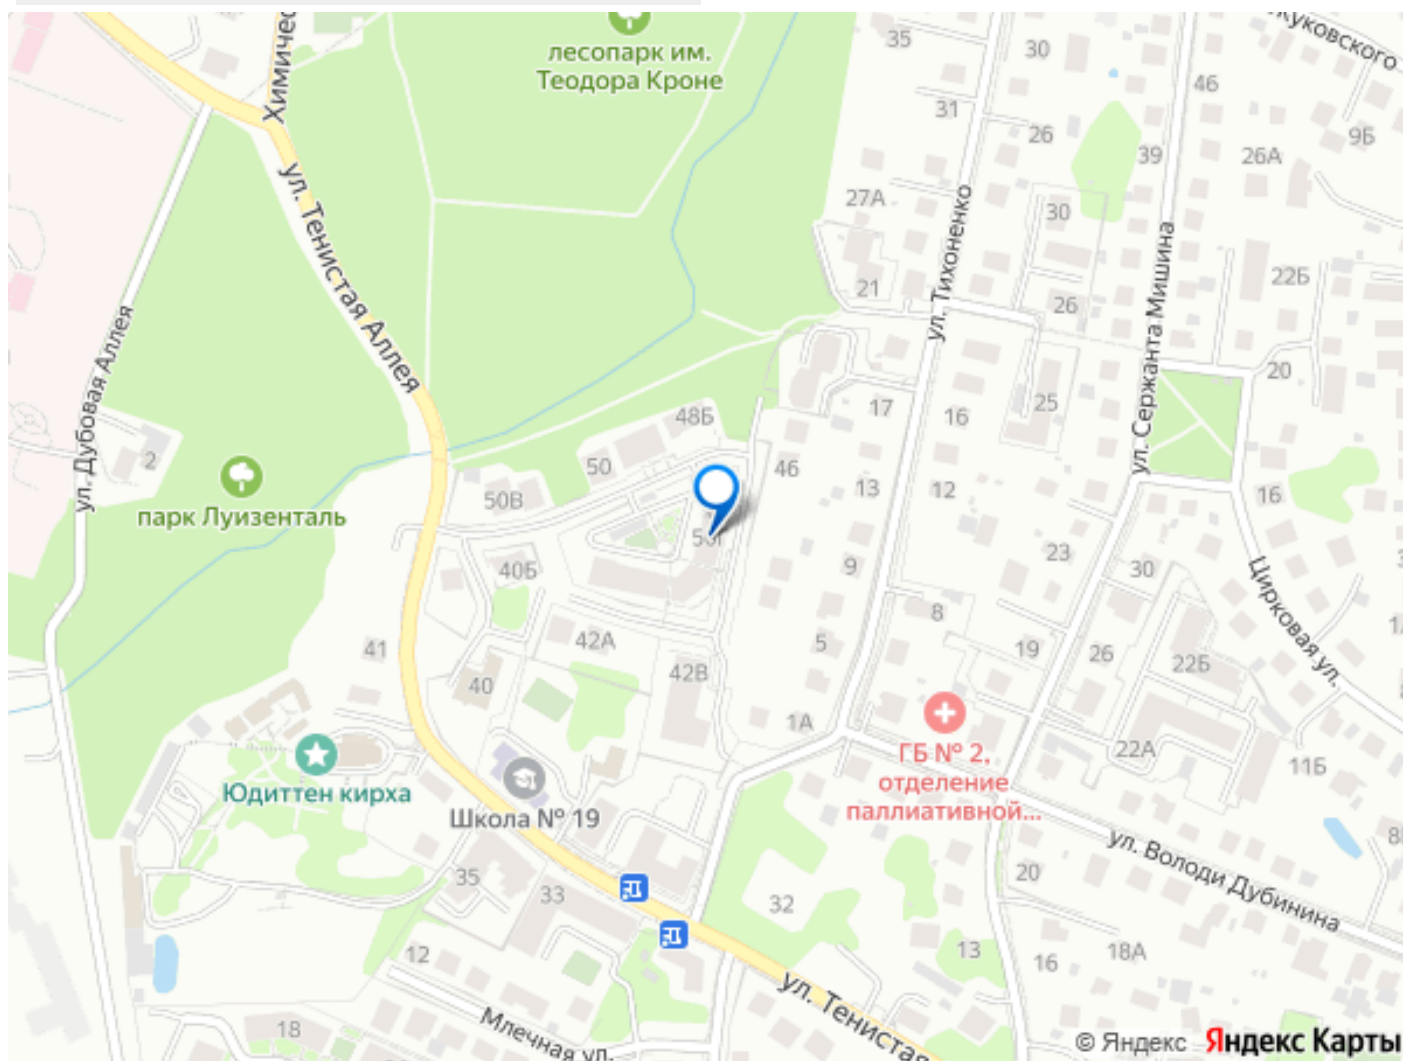 лесопарк им.
Теодора Кроне
Химичес
ул. Тенистая Аллея
ул. Дубовая Аллея
2
парк Луизенталь
35
30
31
26
27А
30
21
26
ул. Тихоненко
уковского
46
39
26А
9Б
22Б
ул. Сержанта Мишина
20
16
Цирковая ул.
48Б
50
50В
46
17
16
25
13
12
23
30
9
8
19
26
22Б
5
40Б
42А
41
40
42В
1А
22А
11Б
Юдиттен кирха
Школа № 19
ГБ № 2,
отделение
паллиативной...
ул. Володи Дубинина
20
35
33
32
12
13
16
18А
18
Млечная ул.
ул. Тенистая
© Яндекс Яндекс Карты